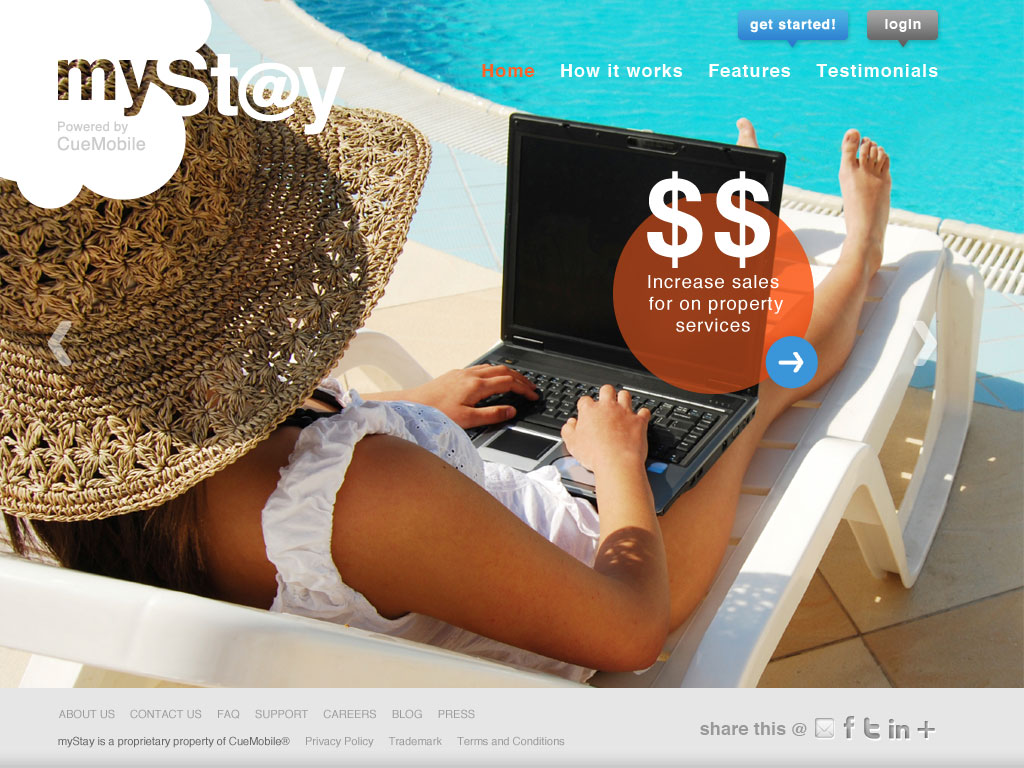 get started! login
mySt@y
Home How it works Features Testimonials
Powered by
CueMobile
$$
Increase sales
for on property
services
ABOUT US CONTACT US FAQ SUPPORT CAREERS BLOG PRESS
share this @
myStay is a proprietary property of CueMobile® Privacy Policy Trademark Terms and Conditions